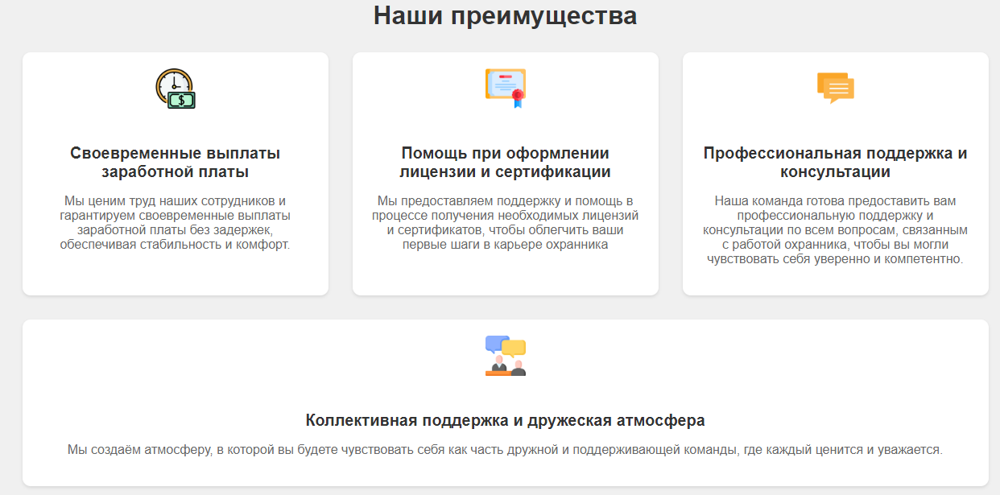 Наши преимущества
Своевременные выплаты
заработной платы
Мы ценим труд наших сотрудников и
гарантируем своевременные выплаты
заработной платы без задержек,
обеспечивая стабильность и комфорт.
Помощь при оформлении
лицензии и сертификации
Мы предоставляем поддержку и помощь в
процессе получения необходимых лицензий
и сертификатов, чтобы облегчить ваши
первые шаги в карьере охранника
Профессиональная поддержка и
консультации
Наша команда готова предоставить вам
профессиональную поддержку и
консультации по всем вопросам, связанным
с работой охранника, чтобы вы могли
чувствовать себя уверенно и компетентно.
Коллективная поддержка и дружеская атмосфера
Мы создаём атмосферу, в которой вы будете чувствовать себя как часть дружной и поддерживающей команды, где каждый ценится и уважается.